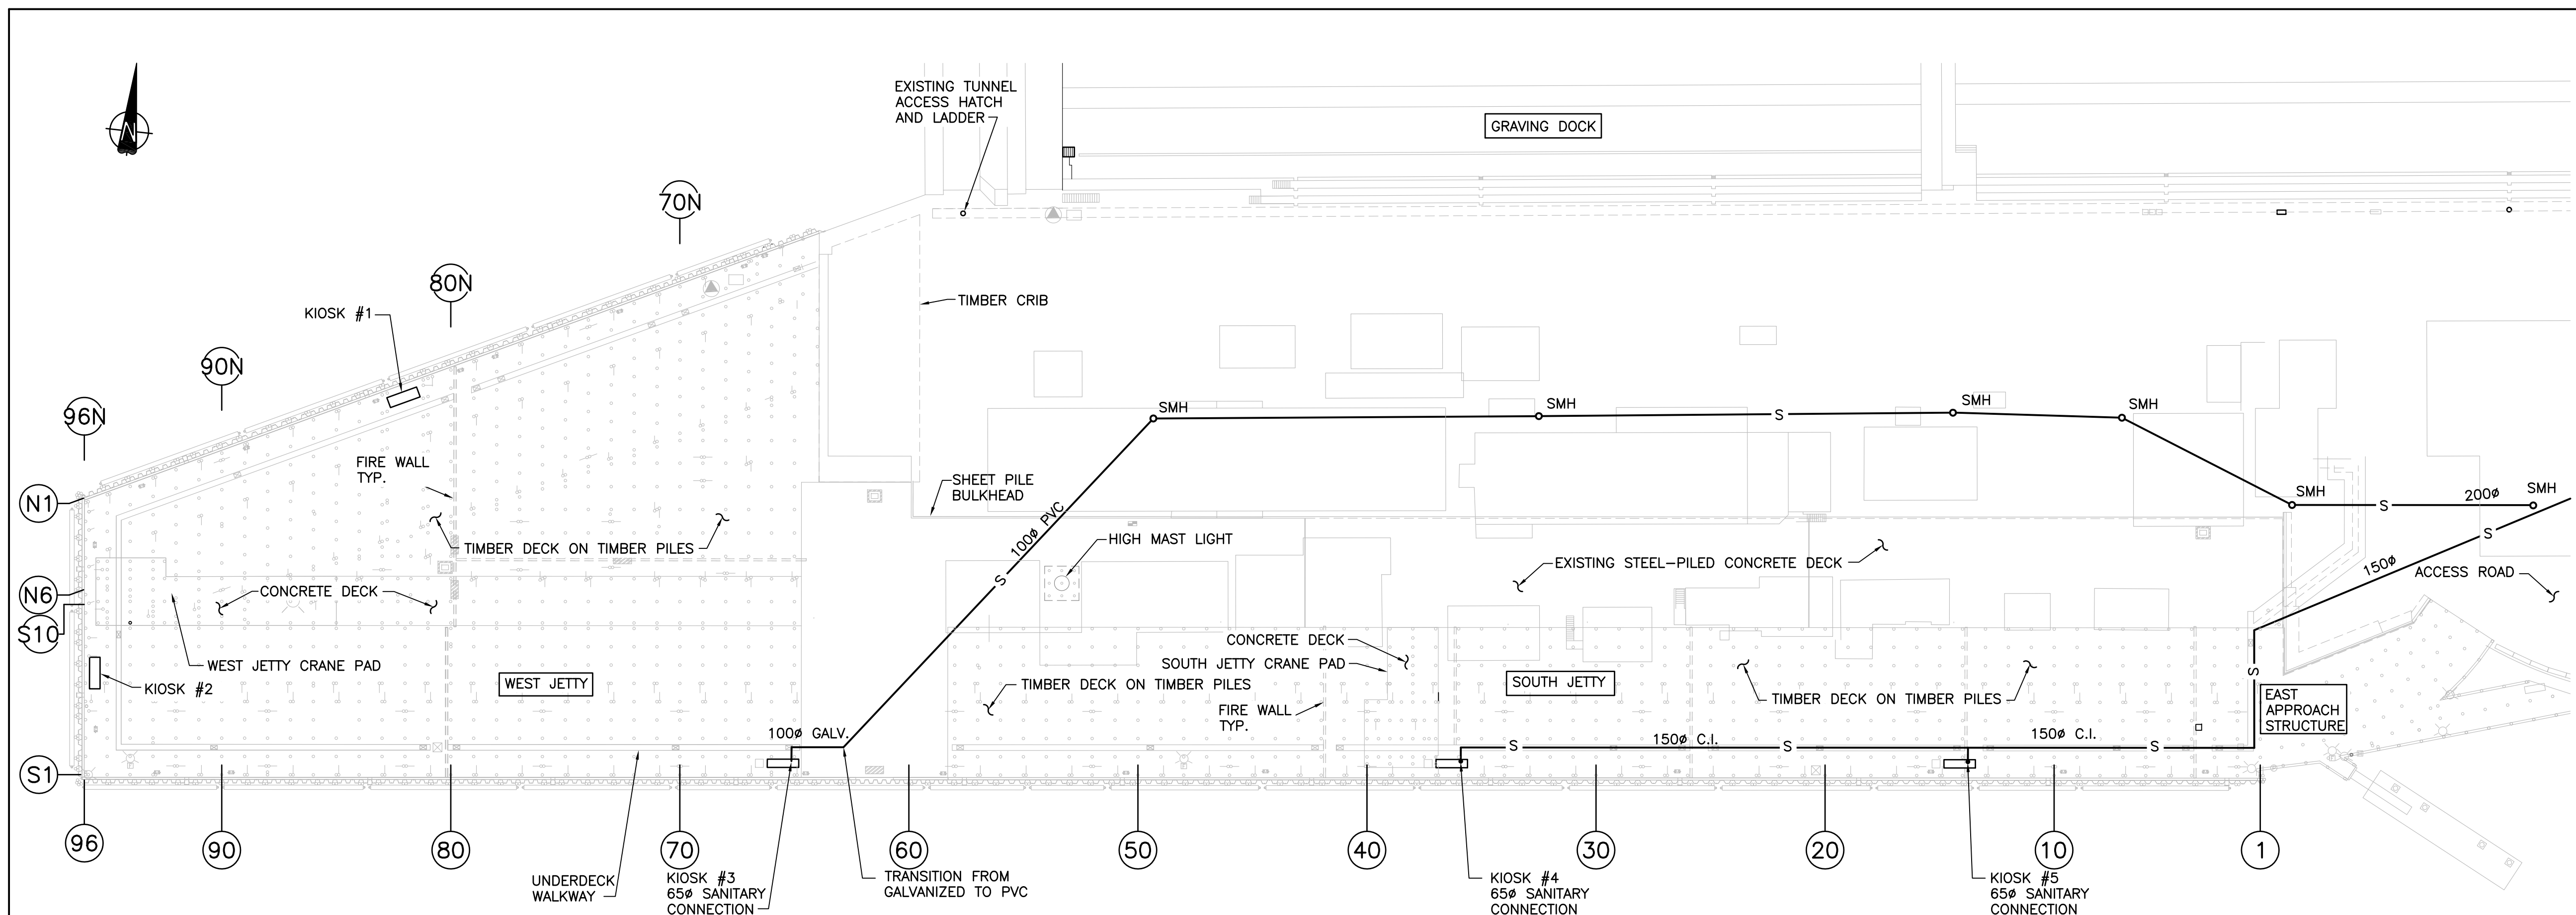 N
EXISTING TUNNEL
ACCESS HATCH
AND LADDER
GRAVING DOCK
70N
80N
90N
96N
KIOSK #1
TIMBER CRIB
SMH
SMH
S
SMH
SMH
SMH
S
200ø
SMH
FIRE WALL
TYP.
SHEET PILE
BULKHEAD
N1
100ø PVC
S
TIMBER DECK ON TIMBER PILES
HIGH MAST LIGHT
EXISTING STEEL-PILED CONCRETE DECK
S
150ø
ACCESS ROAD
N6
S10
CONCRETE DECK
WEST JETTY CRANE PAD
KIOSK #2
WEST JETTY
CONCRETE DECK
SOUTH JETTY CRANE PAD
TIMBER DECK ON TIMBER PILES
FIRE WALL
TYP.
SOUTH JETTY
TIMBER DECK ON TIMBER PILES
S
EAST
APPROACH
STRUCTURE
100ø GALV.
S
150ø C.I.
S
150ø C.I.
S
S1
96
90
80
70
60
50
40
30
20
10
1
UNDERDECK
WALKWAY
KIOSK #3
65ø SANITARY
CONNECTION
TRANSITION FROM
GALVANIZED TO PVC
KIOSK #4
65ø SANITARY
CONNECTION
KIOSK #5
65ø SANITARY
CONNECTION